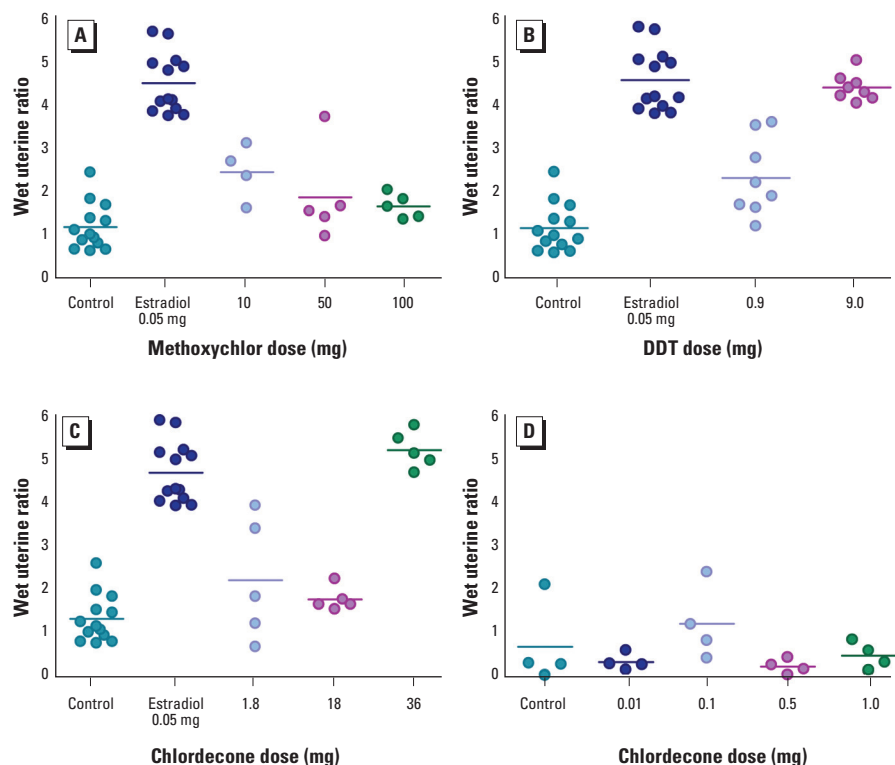 A
Wet uterine ratio
6
5
4
3
2
1
0
Control
Estradiol
0.05 mg
10
50
100
Methoxychlor dose (mg)
B
Wet uterine ratio
6
5
4
3
2
1
0
Control
Estradiol
0.05 mg
0.9
9.0
DDT dose (mg)
C
Wet uterine ratio
6
5
4
3
2
1
0
Control
Estradiol
0.05 mg
1.8
18
36
Chlordecone dose (mg)
D
Wet uterine ratio
6
5
4
3
2
1
0
Control
0.01
0.1
0.5
1.0
Chlordecone dose (mg)